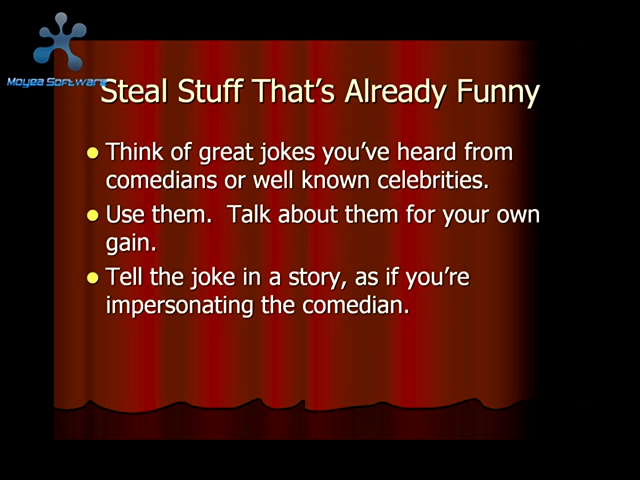 Moyea Software
Steal Stuff That's Already Funny
Think of great jokes you've heard from
comedians or well known celebrities.
Use them.  Talk about them for your own
gain.
Tell the joke in a story, as if you're
impersonating the comedian.